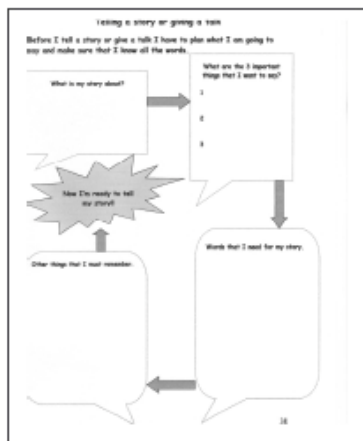 Telling a story or giving a talk
Before I tell a story or give a talk I have to plan what I am going to
say and make sure that I know all the words.
What is my story about?
What are the 3 important
things that I want to say?
1
2
3
Words that I need for my story.
Other things that I must remember.
Now I'm ready to tell
my story!!